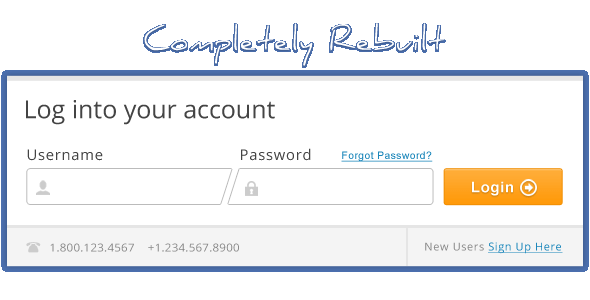 Completely Rebuilt
Log into your account
Username Password Forgot Password?
Login
1.800.123.4567 +1.234.567.8900 New Users Sign Up Here